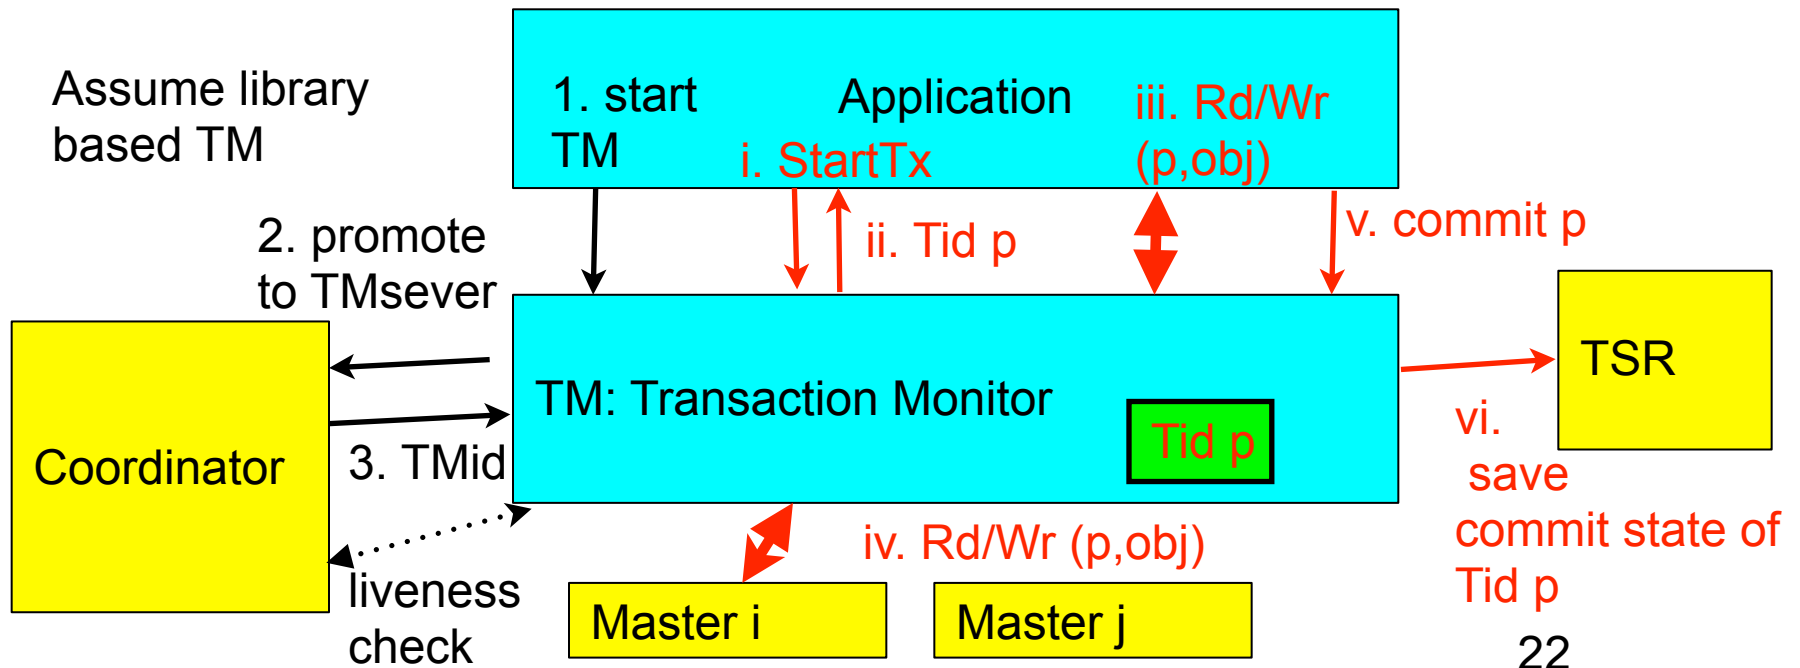 Assume library
based TM
1. start
TM
Application
i. StartTx
iii. Rd/Wr
(p,obj)
2. promote
to TMsever
ii. Tid p
v. commit p
Coordinator
3. TMid
TM: Transaction Monitor
Tid p
TSR
vi.
save
commit state of
Tid p
liveness
check
iv. Rd/Wr (p,obj)
Master i
Master j
22